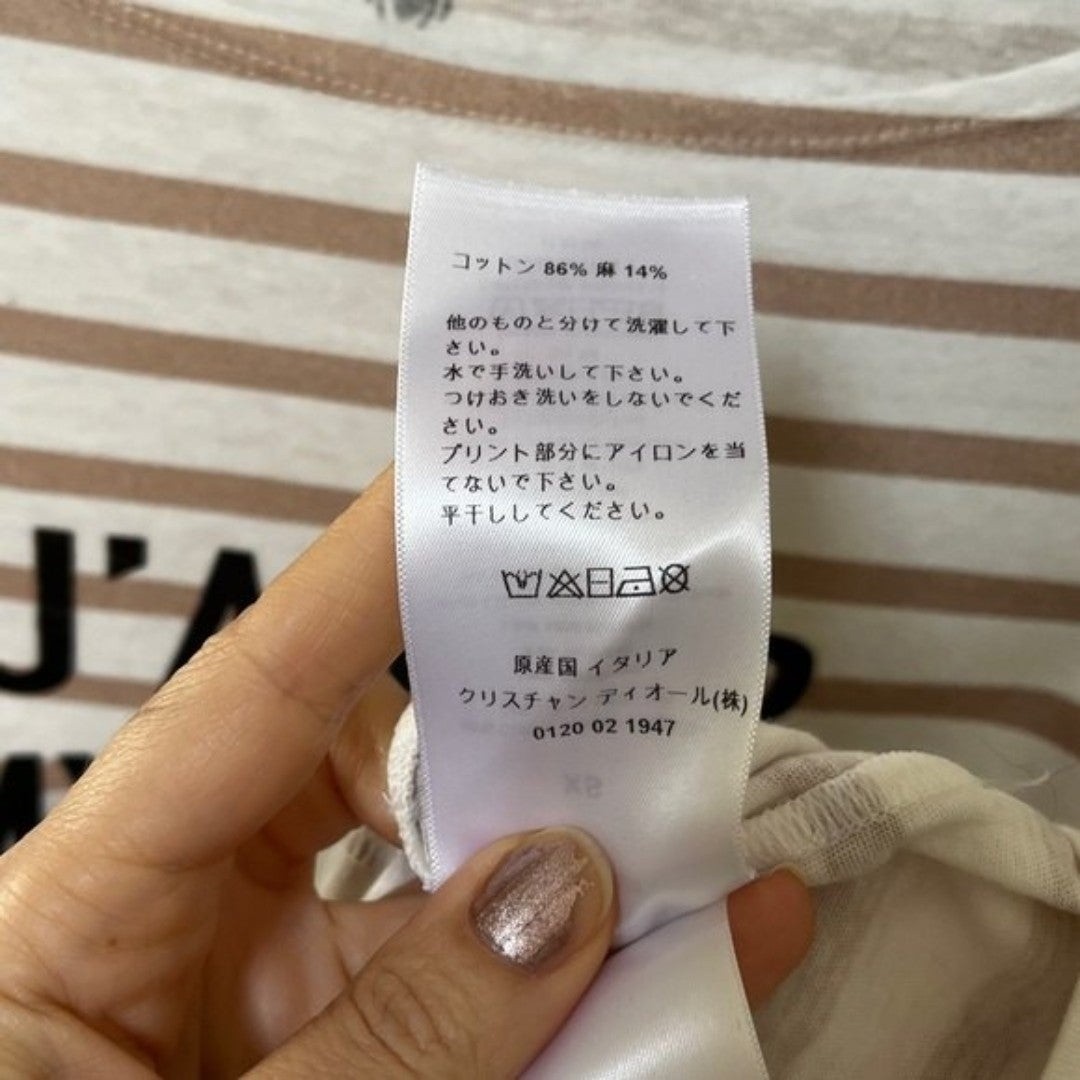 コットン 86% 麻 14%
他のものと分けて洗濯して下
さい。
水で手洗いして下さい。
つけおき洗いをしないでくだ
さい。
プリント部分にアイロンを当
てないで下さい。
平干ししてください。
原産国 イタリア
クリスチャン ディオール(株)
0120 02 1947
J'A